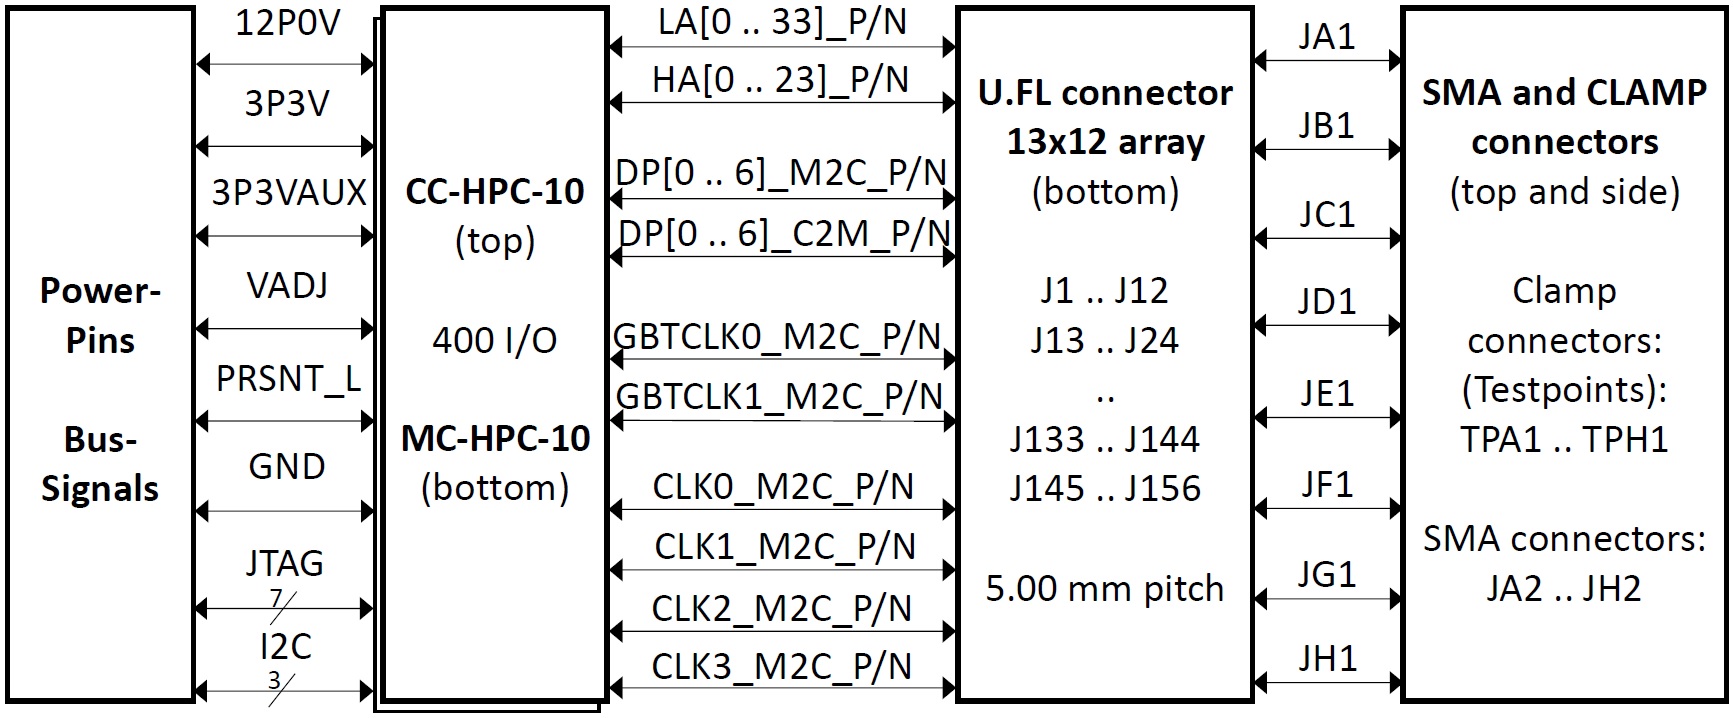 12P0V
3P3V
3P3VAUX
VADJ
PRSNT_L
GND
JTAG
7
I2C
3
Power-
Pins
Bus-
Signals
CC-HPC-10
(top)
400 I/O
MC-HPC-10
(bottom)
LA[0 .. 33]_P/N
HA[0 .. 23]_P/N
DP[0 .. 6]_M2C_P/N
DP[0 .. 6]_C2M_P/N
GBTCLK0_M2C_P/N
GBTCLK1_M2C_P/N
CLK0_M2C_P/N
CLK1_M2C_P/N
CLK2_M2C_P/N
CLK3_M2C_P/N
U.FL connector
13x12 array
(bottom)
J1 .. J12
J13 .. J24
..
J133 .. J144
J145 .. J156
5.00 mm pitch
JA1
JB1
JC1
JD1
JE1
JF1
JG1
JH1
SMA and CLAMP
connectors
(top and side)
Clamp
connectors:
(Testpoints):
TPA1 .. TPH1
SMA connectors:
JA2 .. JH2